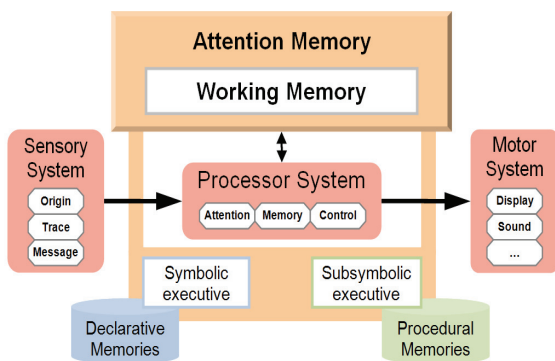 Attention Memory
Working Memory
Sensory
System
Origin
Trace
Message
Processor System
Attention
Memory
Control
Motor
System
Display
Sound
...
Symbolic
executive
Subsymbolic
executive
Declarative
Memories
Procedural
Memories